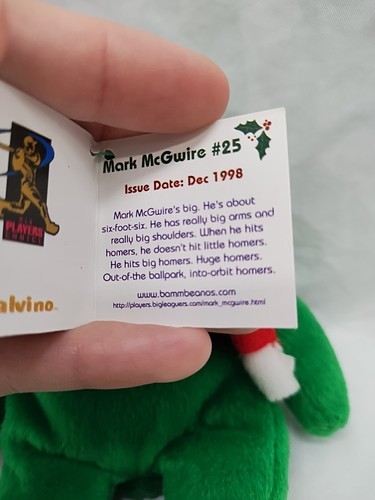 PLAYERS
CHOICE
alvino™
Mark McGwire #25
Issue Date: Dec 1998
Mark McGwire's big. He's about
six-foot-six. He has really big arms and
really big shoulders. When he hits
homers, he doesn't hit little homers.
He hits big homers. Huge homers.
Out-of-the ballpark, into-orbit homers.
www.bammbeanos.com
http://players.bigleaguers.com/mark_mcgwire.html